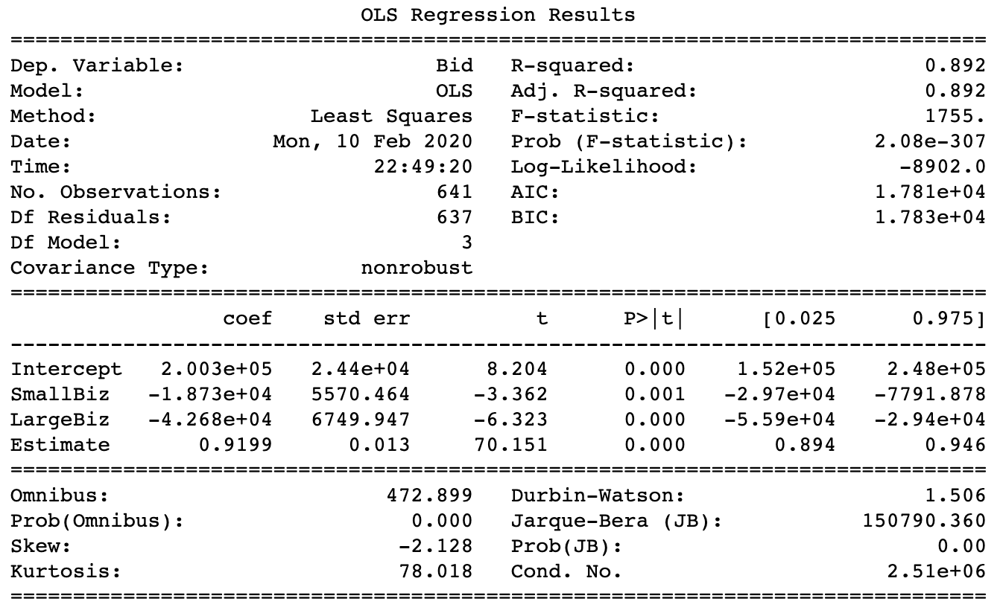 OLS Regression Results
==============================================================================
Dep. Variable:                    Bid   R-squared:                       0.892
Model:                            OLS   Adj. R-squared:                  0.892
Method:                 Least Squares   F-statistic:                     1755.
Date:                Mon, 10 Feb 2020   Prob (F-statistic):          2.08e-307
Time:                        22:49:20   Log-Likelihood:                -8902.0
No. Observations:                 641   AIC:                         1.781e+04
Df Residuals:                     637   BIC:                         1.783e+04
Df Model:                           3
Covariance Type:            nonrobust
==============================================================================
                 coef    std err          t      P>|t|      [0.025      0.975]
------------------------------------------------------------------------------
Intercept   2.003e+05   2.44e+04      8.204      0.000    1.52e+05    2.48e+05
SmallBiz   -1.873e+04   5570.464     -3.362      0.001   -2.97e+04   -7791.878
LargeBiz   -4.268e+04   6749.947     -6.323      0.000   -5.59e+04   -2.94e+04
Estimate       0.9199      0.013     70.151      0.000       0.894       0.946
==============================================================================
Omnibus:                      472.899   Durbin-Watson:                   1.506
Prob(Omnibus):                  0.000   Jarque-Bera (JB):           150790.360
Skew:                          -2.128   Prob(JB):                         0.00
Kurtosis:                      78.018   Cond. No.                     2.51e+06
==============================================================================